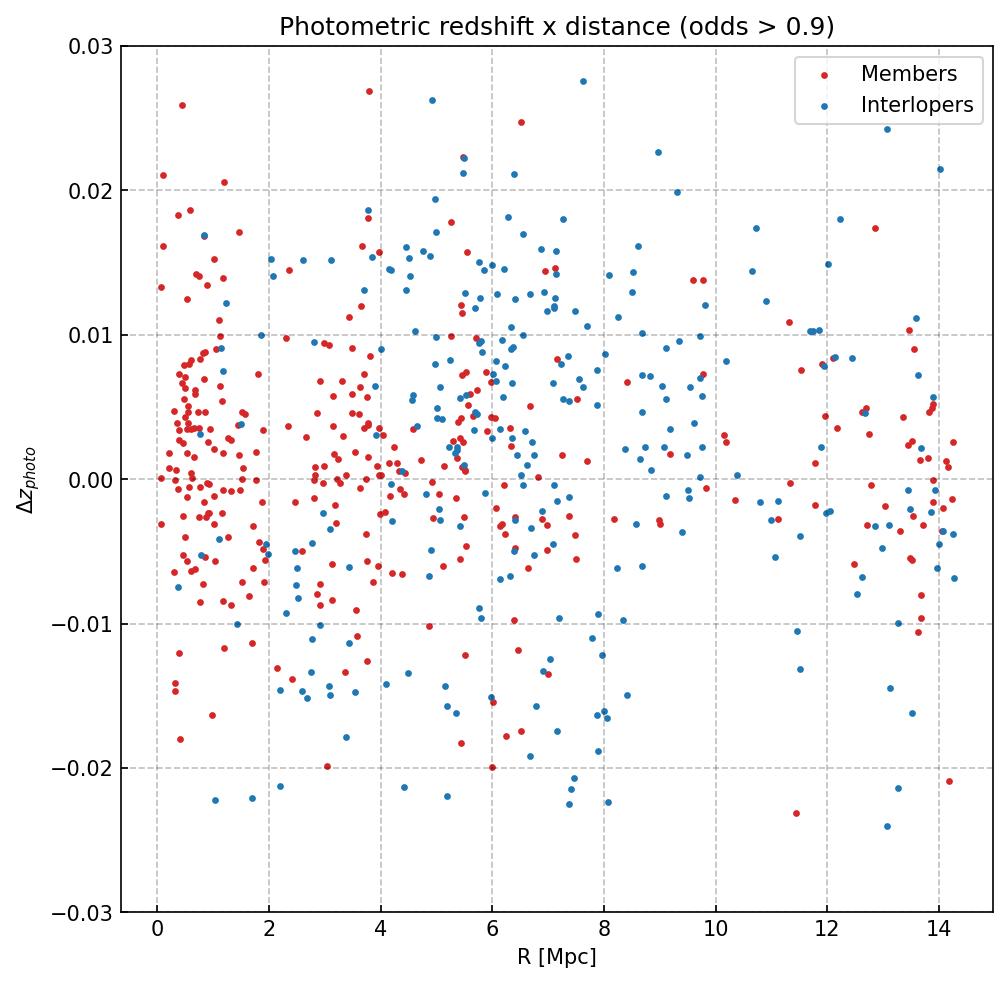 Photometric redshift x distance (odds > 0.9)
Members
Interlopers
0.03
0.02
0.01
0.00
−0.01
−0.02
−0.03
Δz_photo
0 2 4 6 8 10 12 14
R [Mpc]